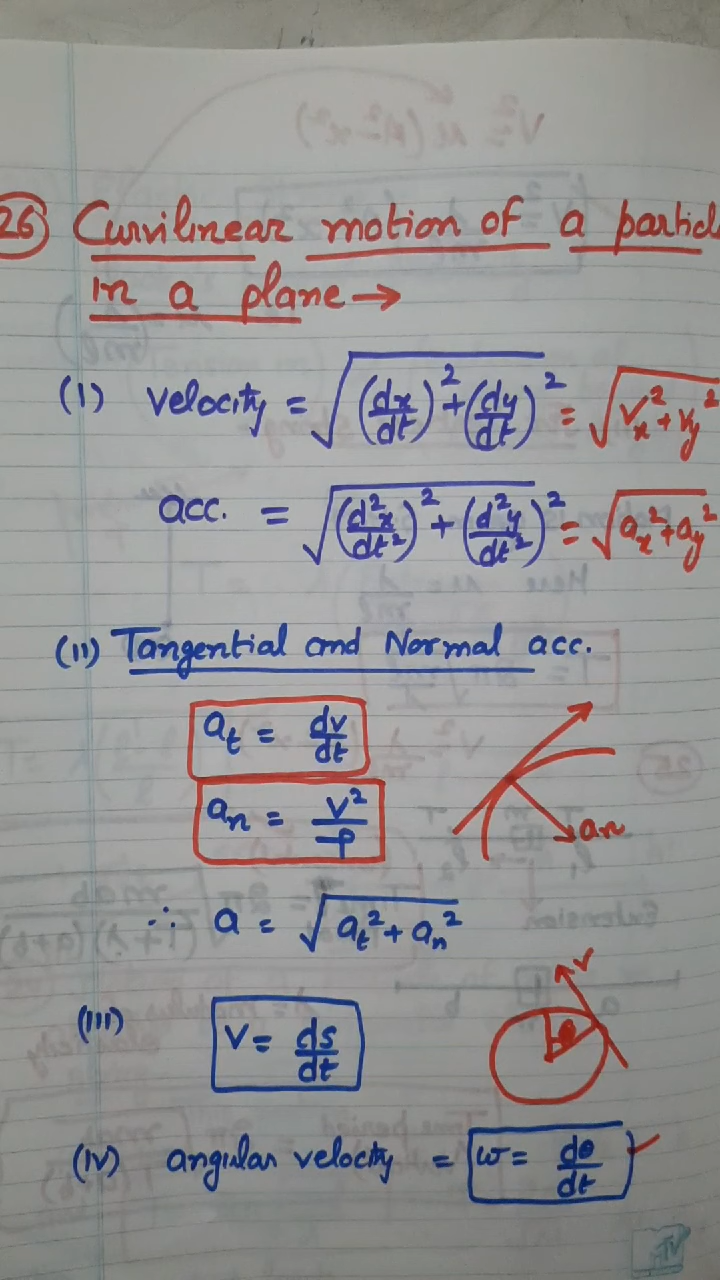 26 Curvilinear motion of a particl
in a plane →
(i) velocity = √((dx/dt)² + (dy/dt)²) = √(Vx² + Vy²)
acc. = √((d²x/dt²)² + (d²y/dt²)²) = √(ax² + ay²)
(ii) Tangential and Normal acc.
at = dv/dt
an = v²/ρ
an
∴ a = √(at² + an²)
v
(iii) v = ds/dt
θ
(iv) angular velocity = ω = dθ/dt